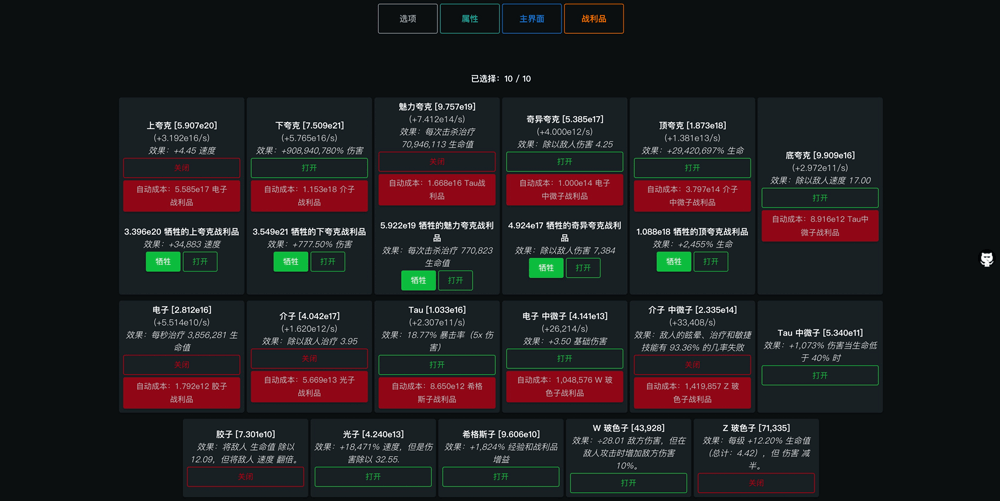 选项 属性 主界面 战利品
已选择：10 / 10
上夸克 [5.907e20]
(+3.192e16/s)
效果：+4.45 速度
关闭
自动成本：5.585e17 电子
战利品
3.396e20 牺牲的上夸克战利品
效果：+34,883 速度
牺牲 打开
下夸克 [7.509e21]
(+5.765e16/s)
效果：+908,940,780% 伤害
打开
自动成本：1.153e18 介子
战利品
3.549e21 牺牲的下夸克战利品
效果：+777.50% 伤害
牺牲 打开
魅力夸克 [9.757e19]
(+7.412e14/s)
效果：每次击杀治疗
70,946,113 生命值
关闭
自动成本：1.668e16 Tau战
利品
5.922e19 牺牲的魅力夸克战利
品
效果：每次击杀治疗 770,823
生命值
牺牲 打开
奇异夸克 [5.385e17]
(+4.000e12/s)
效果：除以敌人伤害 4.25
打开
自动成本：1.000e14 电子
中微子战利品
4.924e17 牺牲的奇异夸克战利
品
效果：除以敌人伤害 7,384
牺牲 打开
顶夸克 [1.873e18]
(+1.381e13/s)
效果：+29,420,697% 生命
打开
自动成本：3.797e14 介子
中微子战利品
1.088e18 牺牲的顶夸克战利品
效果：+2,455% 生命
牺牲 打开
底夸克 [9.909e16]
(+2.972e11/s)
效果：除以敌人速度 17.00
打开
自动成本：8.916e12 Tau中
微子战利品
电子 [2.812e16]
(+5.514e10/s)
效果：每秒治疗 3,856,281 生
命值
关闭
自动成本：1.792e12 胶子
战利品
介子 [4.042e17]
(+1.620e12/s)
效果：除以敌人治疗 3.95
关闭
自动成本：5.669e13 光子
战利品
Tau [1.033e16]
(+2.307e11/s)
效果：18.77% 暴击率（5x 伤
害）
打开
自动成本：8.650e12 希格
斯子战利品
电子 中微子 [4.141e13]
(+26,214/s)
效果：+3.50 基础伤害
打开
自动成本：1,048,576 W 玻
色子战利品
介子 中微子 [2.335e14]
(+33,408/s)
效果：敌人的眩晕、治疗和敏捷
技能有 93.36% 的几率失败
关闭
自动成本：1,419,857 Z 玻
色子战利品
Tau 中微子 [5.340e11]
效果：+1,073% 伤害当生命低
于 40% 时
打开
胶子 [7.301e10]
效果：将敌人 生命值 除以
12.09，但将敌人 速度 翻倍。
关闭
光子 [4.240e13]
效果：+18,471% 速度，但是伤
害除以 32.55.
打开
希格斯子 [9.606e10]
效果：+1,824% 经验和战利品
增益
打开
W 玻色子 [43,928]
效果：÷28.01 敌方伤害，但在
敌人攻击时增加敌方伤害
10%。
打开
Z 玻色子 [71,335]
效果：每级 +12.20% 生命值
（总计：4.42），但 伤害 减
半。
关闭